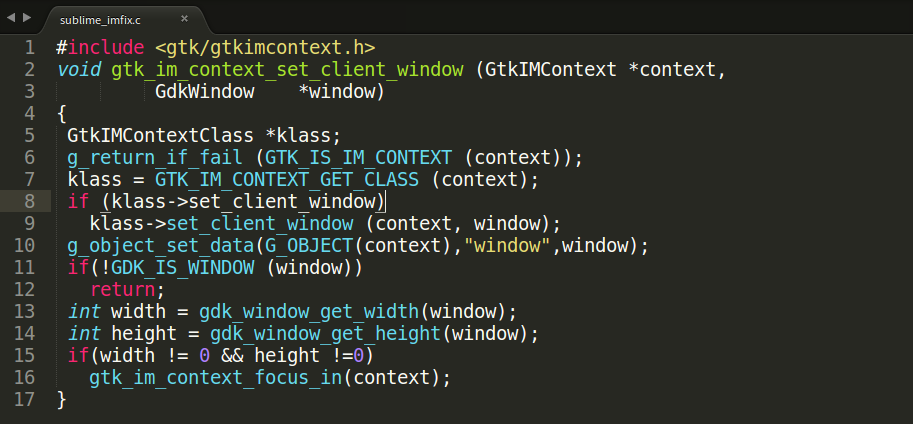 sublime_imfix.c ×
1 #include <gtk/gtkimcontext.h>
2 void gtk_im_context_set_client_window (GtkIMContext *context,
3          GdkWindow    *window)
4 {
5  GtkIMContextClass *klass;
6  g_return_if_fail (GTK_IS_IM_CONTEXT (context));
7  klass = GTK_IM_CONTEXT_GET_CLASS (context);
8  if (klass->set_client_window)
9    klass->set_client_window (context, window);
10  g_object_set_data(G_OBJECT(context),"window",window);
11  if(!GDK_IS_WINDOW (window))
12    return;
13  int width = gdk_window_get_width(window);
14  int height = gdk_window_get_height(window);
15  if(width != 0 && height !=0)
16    gtk_im_context_focus_in(context);
17 }